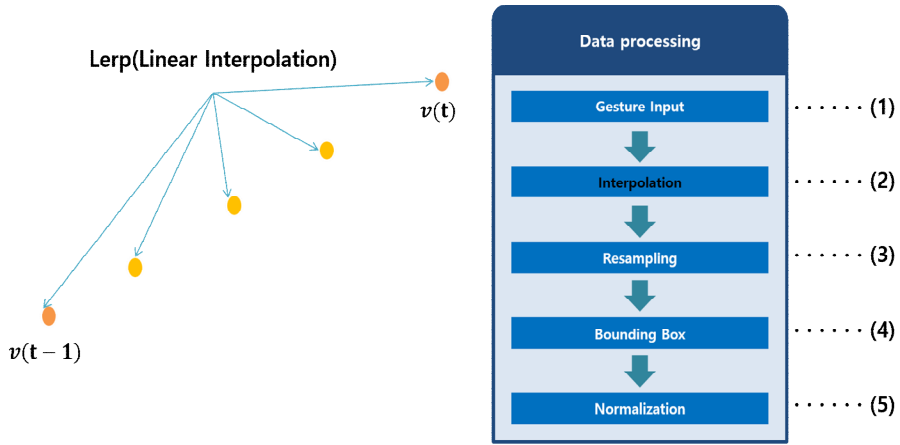 Lerp(Linear Interpolation)
v(t)
v(t − 1)
Data processing
Gesture Input ······ (1)
Interpolation ······ (2)
Resampling ······ (3)
Bounding Box ······ (4)
Normalization ······ (5)